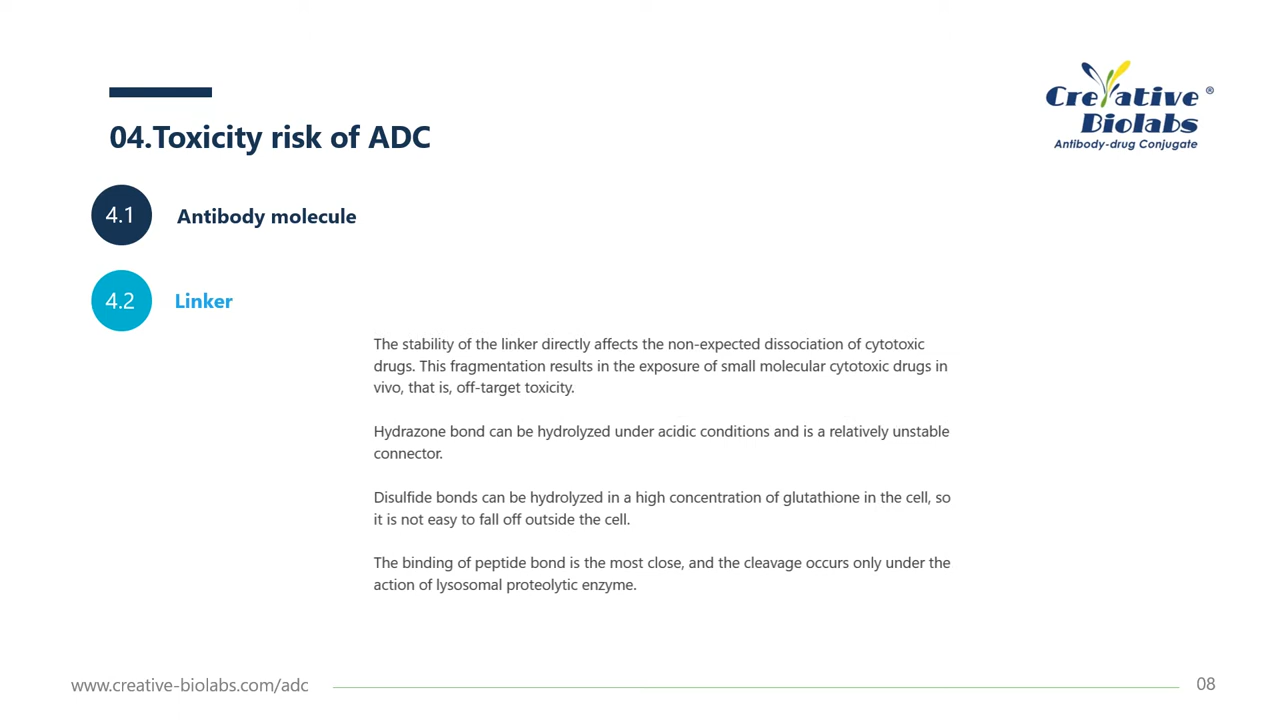 Creative ®
Biolabs
Antibody-drug Conjugate
04.Toxicity risk of ADC
4.1
Antibody molecule
4.2
Linker
The stability of the linker directly affects the non-expected dissociation of cytotoxic
drugs. This fragmentation results in the exposure of small molecular cytotoxic drugs in
vivo, that is, off-target toxicity.
Hydrazone bond can be hydrolyzed under acidic conditions and is a relatively unstable
connector.
Disulfide bonds can be hydrolyzed in a high concentration of glutathione in the cell, so
it is not easy to fall off outside the cell.
The binding of peptide bond is the most close, and the cleavage occurs only under the
action of lysosomal proteolytic enzyme.
www.creative-biolabs.com/adc
08